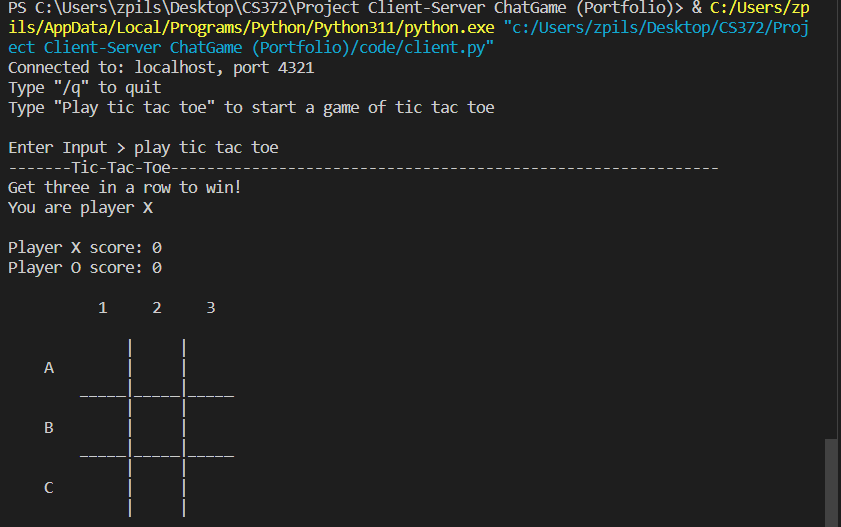 PS C:\Users\zpils\Desktop\CS372\Project Client-Server ChatGame (Portfolio)> & C:/Users/zp
ils/AppData/Local/Programs/Python/Python311/python.exe "c:/Users/zpils/Desktop/CS372/Proj
ect Client-Server ChatGame (Portfolio)/code/client.py"
Connected to: localhost, port 4321
Type "/q" to quit
Type "Play tic tac toe" to start a game of tic tac toe
Enter Input > play tic tac toe
-------Tic-Tac-Toe-------------------------------------------------------------
Get three in a row to win!
You are player X
Player X score: 0
Player O score: 0
1 2 3
| |
A | |
_____|_____|_____
| |
B | |
_____|_____|_____
| |
C | |
| |